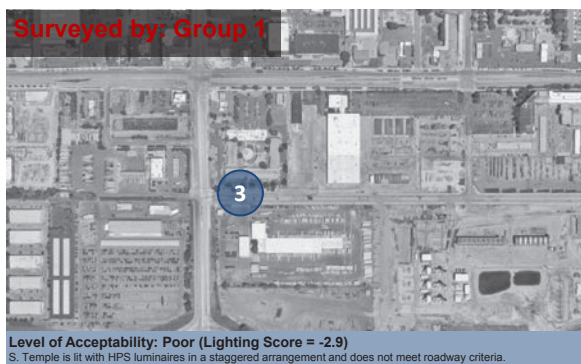 Surveyed by: Group 1
3
Level of Acceptability: Poor (Lighting Score = -2.9)
S. Temple is lit with HPS luminaires in a staggered arrangement and does not meet roadway criteria.